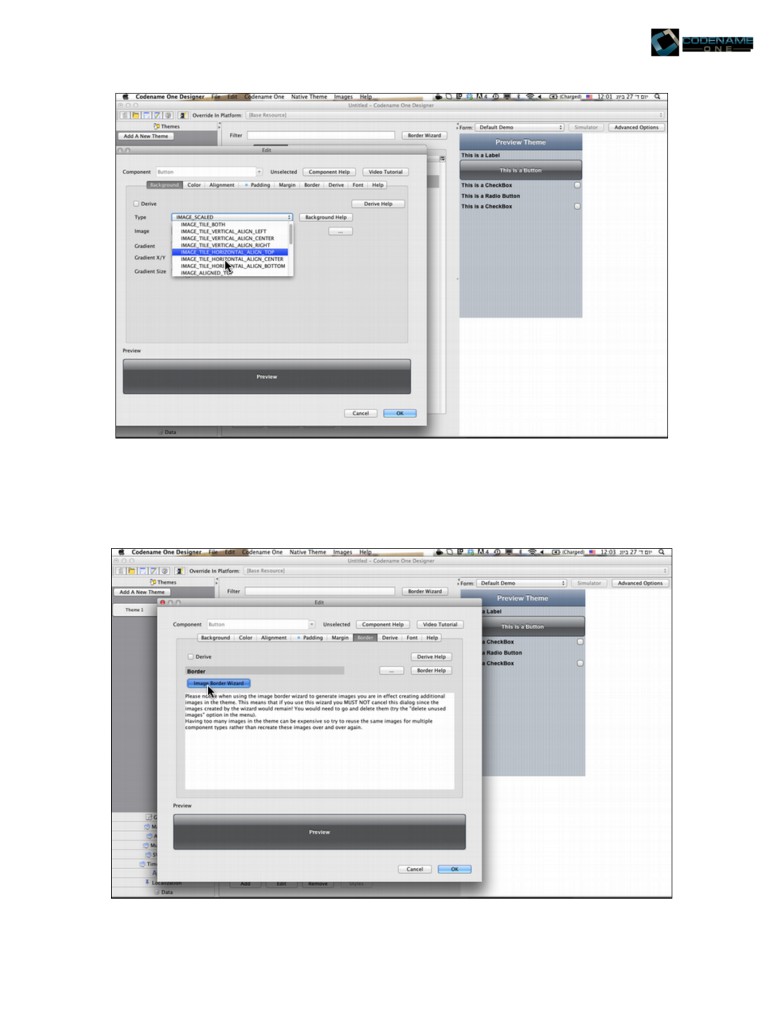 CODENAME
ONE
Codename One Designer File Edit Codename One Native Theme Images Help (Charged) 12:01 יום ד' 27 בינו
Untitled - Codename One Designer
Override In Platform: [Base Resource]
Themes
Add A New Theme
Filter
Border Wizard
Form: Default Demo Simulator Advanced Options
Preview Theme
This is a Label
This is a Button
This is a CheckBox
This is a Radio Button
This is a CheckBox
Edit
Component Button Unselected Component Help Video Tutorial
Background Color Alignment * Padding Margin Border Derive Font Help
Derive
Derive Help
Type IMAGE_SCALED Background Help
IMAGE_TILE_BOTH
Image IMAGE_TILE_VERTICAL_ALIGN_LEFT ...
IMAGE_TILE_VERTICAL_ALIGN_CENTER
Gradient IMAGE_TILE_VERTICAL_ALIGN_RIGHT
IMAGE_TILE_HORIZONTAL_ALIGN_TOP
Gradient X/Y IMAGE_TILE_HORIZONTAL_ALIGN_CENTER
IMAGE_TILE_HORIZONTAL_ALIGN_BOTTOM
Gradient Size IMAGE_ALIGNED_TOP
Preview
Preview
Cancel OK
Data
Codename One Designer File Edit Codename One Native Theme Images Help (Charged) 12:03 יום ד' 27 בינו
Untitled - Codename One Designer
Override In Platform: [Base Resource]
Themes
Add A New Theme
Filter
Border Wizard
Form: Default Demo Simulator Advanced Options
Theme 1
Preview Theme
a Label
This is a Button
a CheckBox
a Radio Button
a CheckBox
Edit
Component Button Unselected Component Help Video Tutorial
Background Color Alignment * Padding Margin Border Derive Font Help
Derive
Derive Help
Border ... Border Help
Image Border Wizard
Please notice when using the image border wizard to generate images you are in effect creating additional
images in the theme. This means that if you use this wizard you MUST NOT cancel this dialog since the
images created by the wizard would remain! You would need to go and delete them (try the "delete unused
images" option in the menu).
Having too many images in the theme can be expensive so try to reuse the same images for multiple
component types rather than recreate these images over and over again.
Preview
Preview
Cancel OK
Localization
Add Edit Remove
Data